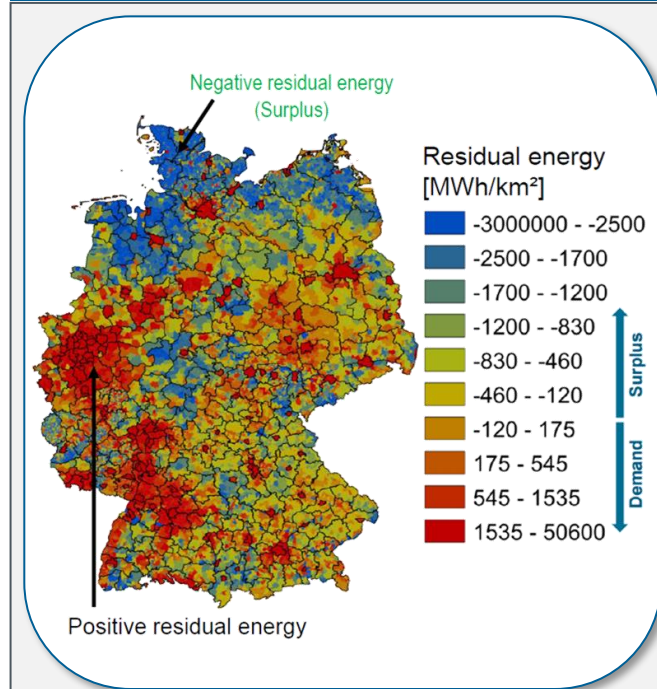 Negative residual energy
(Surplus)
Residual energy
[MWh/km²]
-3000000 - -2500
-2500 - -1700
-1700 - -1200
-1200 - -830
-830 - -460
-460 - -120
-120 - 175
175 - 545
545 - 1535
1535 - 50600
Surplus
Demand
Positive residual energy